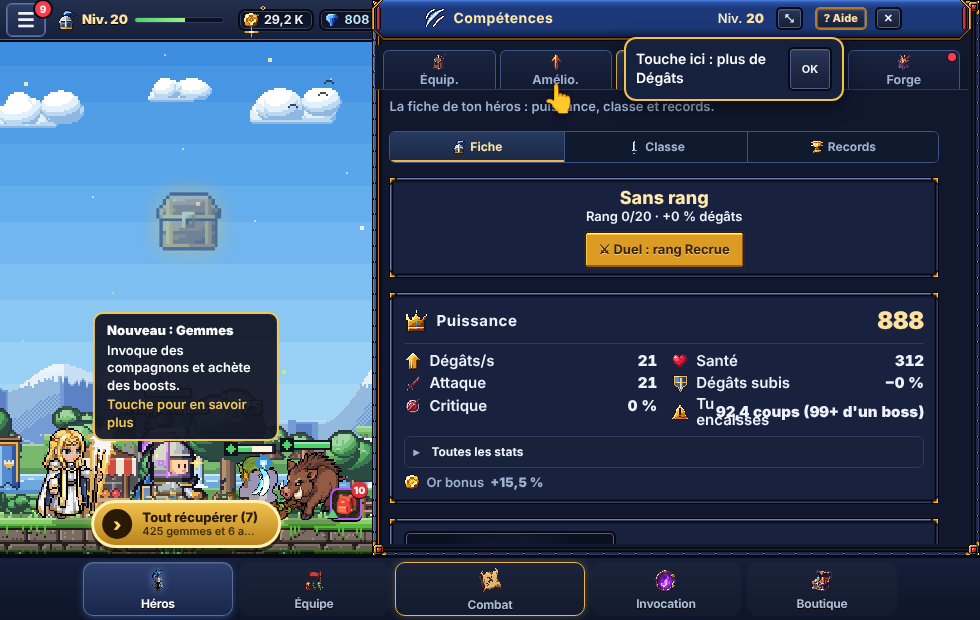 9
Niv. 20
29,2 K
808
Compétences
Niv. 20
? Aide
Équip.
Amélio.
Touche ici : plus de
Dégâts
OK
Forge
La fiche de ton héros : puissance, classe et records.
Fiche
Classe
Records
Sans rang
Rang 0/20 · +0 % dégâts
Duel : rang Recrue
Puissance
888
Dégâts/s
21
Santé
312
Attaque
21
Dégâts subis
−0 %
Critique
0 %
Tu
encaisses
92,4 coups (99+ d'un boss)
Toutes les stats
Or bonus +15,5 %
Nouveau : Gemmes
Invoque des
compagnons et achète
des boosts.
Touche pour en savoir
plus
10
Tout récupérer (7)
425 gemmes et 6 a...
Héros
Équipe
Combat
Invocation
Boutique